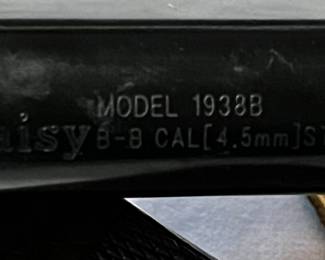 MODEL 1938B
aisy B-B CAL[4.5mm]S